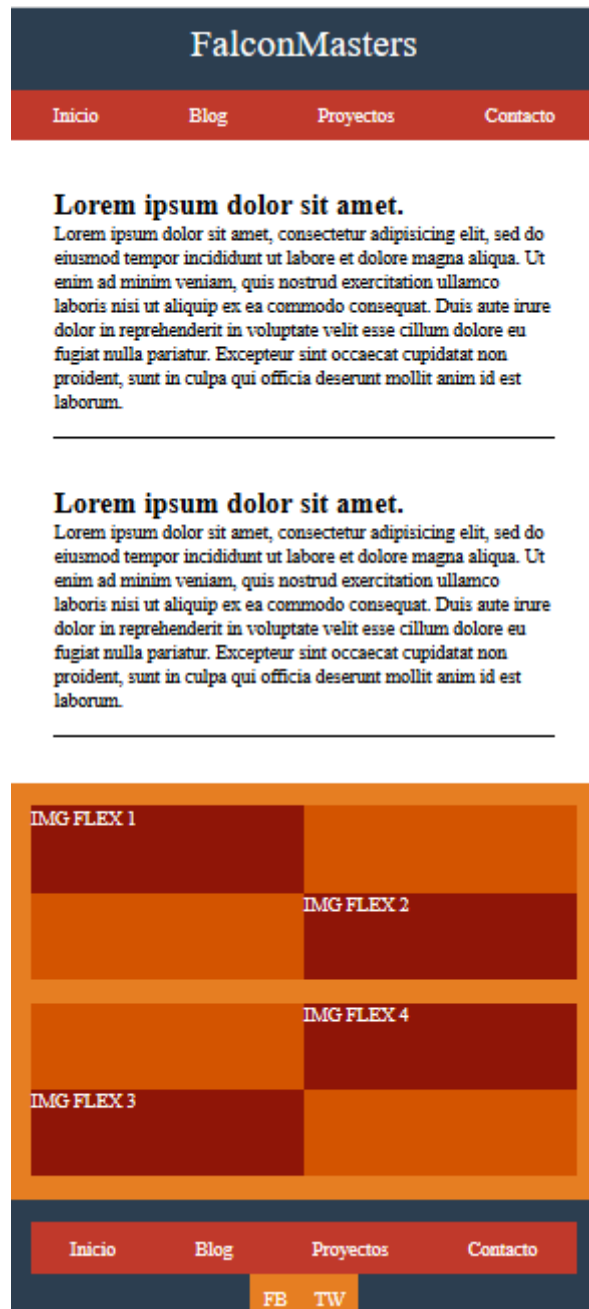 FalconMasters
Inicio Blog Proyectos Contacto
Lorem ipsum dolor sit amet.
Lorem ipsum dolor sit amet, consectetur adipisicing elit, sed do
eiusmod tempor incididunt ut labore et dolore magna aliqua. Ut
enim ad minim veniam, quis nostrud exercitation ullamco
laboris nisi ut aliquip ex ea commodo consequat. Duis aute irure
dolor in reprehenderit in voluptate velit esse cillum dolore eu
fugiat nulla pariatur. Excepteur sint occaecat cupidatat non
proident, sunt in culpa qui officia deserunt mollit anim id est
laborum.
Lorem ipsum dolor sit amet.
Lorem ipsum dolor sit amet, consectetur adipisicing elit, sed do
eiusmod tempor incididunt ut labore et dolore magna aliqua. Ut
enim ad minim veniam, quis nostrud exercitation ullamco
laboris nisi ut aliquip ex ea commodo consequat. Duis aute irure
dolor in reprehenderit in voluptate velit esse cillum dolore eu
fugiat nulla pariatur. Excepteur sint occaecat cupidatat non
proident, sunt in culpa qui officia deserunt mollit anim id est
laborum.
IMG FLEX 1
IMG FLEX 2
IMG FLEX 4
IMG FLEX 3
Inicio Blog Proyectos Contacto
FB TW